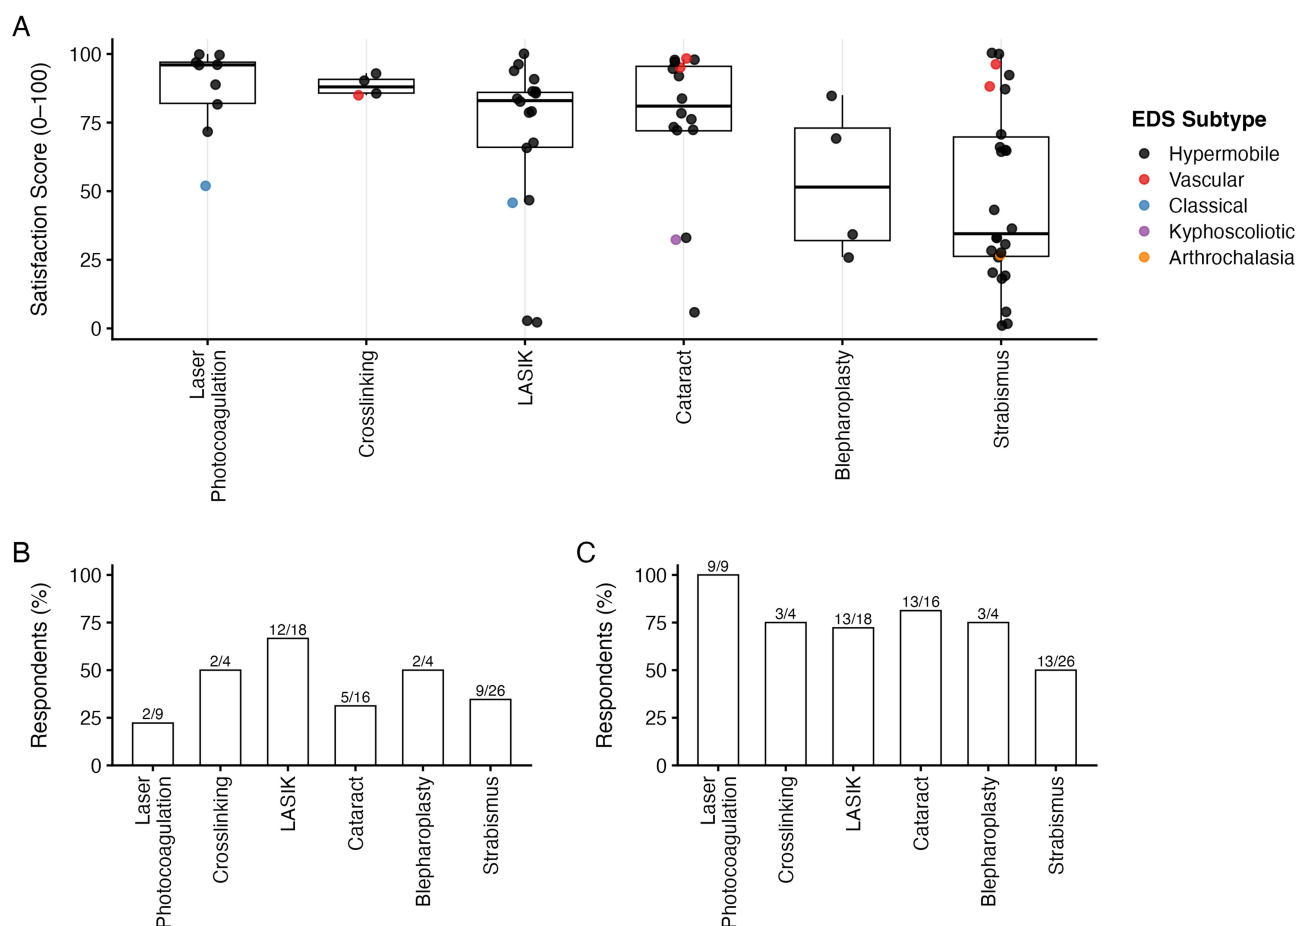 A
Satisfaction Score (0–100)
100
75
50
25
0
Laser
Photocoagulation
Crosslinking
LASIK
Cataract
Blepharoplasty
Strabismus
EDS Subtype
Hypermobile
Vascular
Classical
Kyphoscoliotic
Arthrochalasia
B
Respondents (%)
100
75
50
25
0
2/9
2/4
12/18
5/16
2/4
9/26
Laser
Photocoagulation
Crosslinking
LASIK
Cataract
Blepharoplasty
Strabismus
C
Respondents (%)
100
75
50
25
0
9/9
3/4
13/18
13/16
3/4
13/26
Laser
Photocoagulation
Crosslinking
LASIK
Cataract
Blepharoplasty
Strabismus